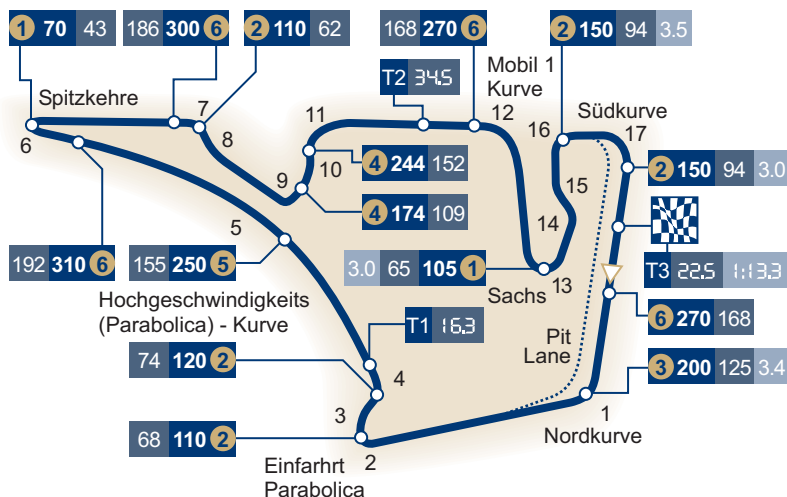 1 70 43
186 300 6
2 110 62
168 270 6
2 150 94 3.5
T2 34.5
Mobil 1
Kurve
Südkurve
Spitzkehre
6
7
8
11
12
16
17
9
10
4 244 152
2 150 94 3.0
15
4 174 109
5
14
192 310 6
155 250 5
3.0 65 105 1
13
T3 22.5 1:13.3
Sachs
Hochgeschwindigkeits
(Parabolica) - Kurve
T1 16.3
6 270 168
Pit
Lane
74 120 2
4
3 200 125 3.4
3
1
68 110 2
2
Nordkurve
Einfarhrt
Parabolica